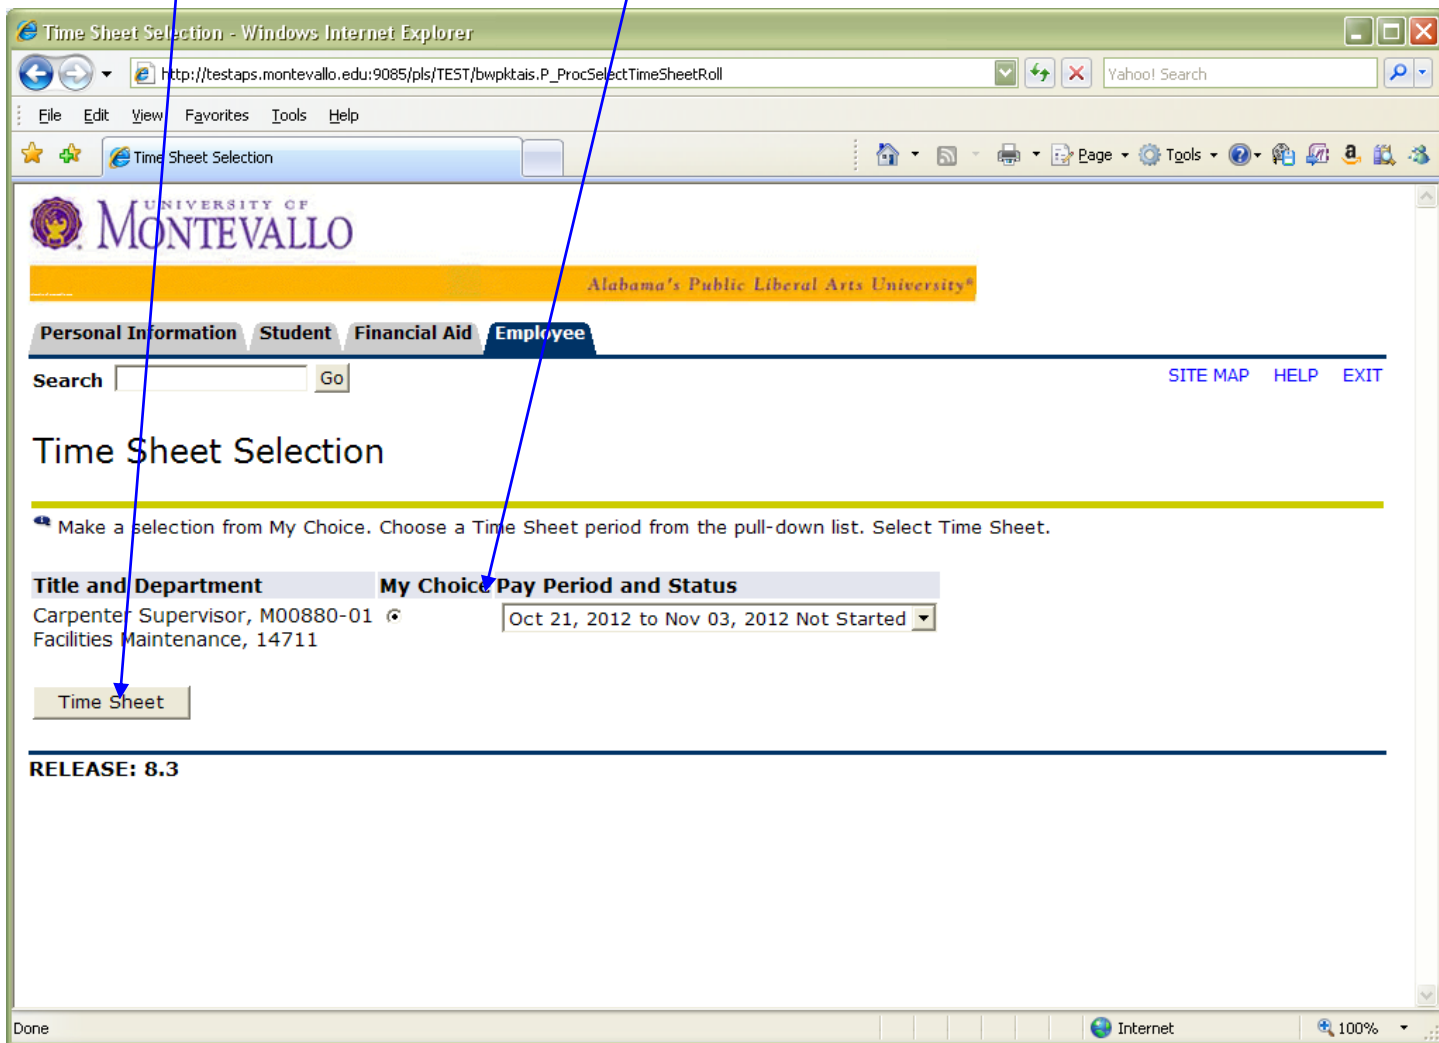 Time Sheet Selection - Windows Internet Explorer
http://testaps.montevallo.edu:9085/pls/TEST/bwpktais.P_ProcSelectTimeSheetRoll
Yahoo! Search
File Edit View Favorites Tools Help
Time Sheet Selection
Page Tools
UNIVERSITY OF
MONTEVALLO
Alabama's Public Liberal Arts University®
Personal Information Student Financial Aid Employee
Search Go SITE MAP HELP EXIT
Time Sheet Selection
Make a selection from My Choice. Choose a Time Sheet period from the pull-down list. Select Time Sheet.
Title and Department My Choice Pay Period and Status
Carpenter Supervisor, M00880-01 Oct 21, 2012 to Nov 03, 2012 Not Started
Facilities Maintenance, 14711
Time Sheet
RELEASE: 8.3
Done Internet 100%